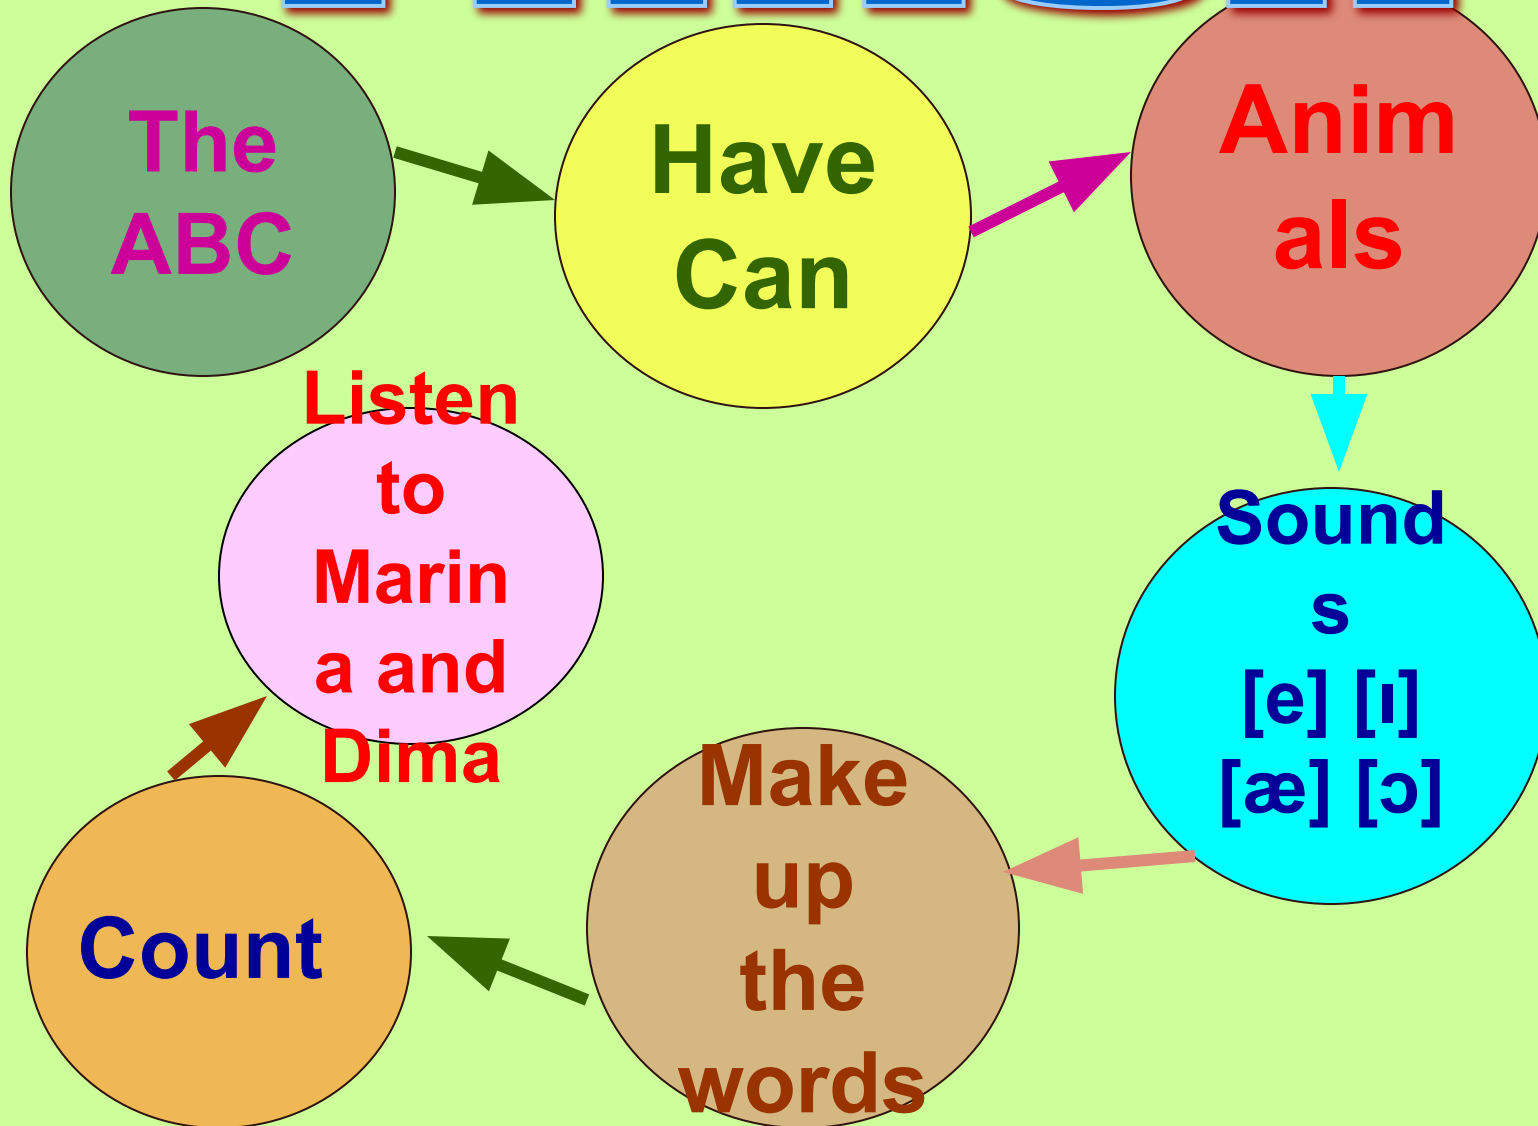 The
ABC
Have
Can
Anim
als
Sound
s
[e] [ı]
[æ] [ɔ]
Make
up
the
words
Count
Listen
to
Marin
a and
Dima